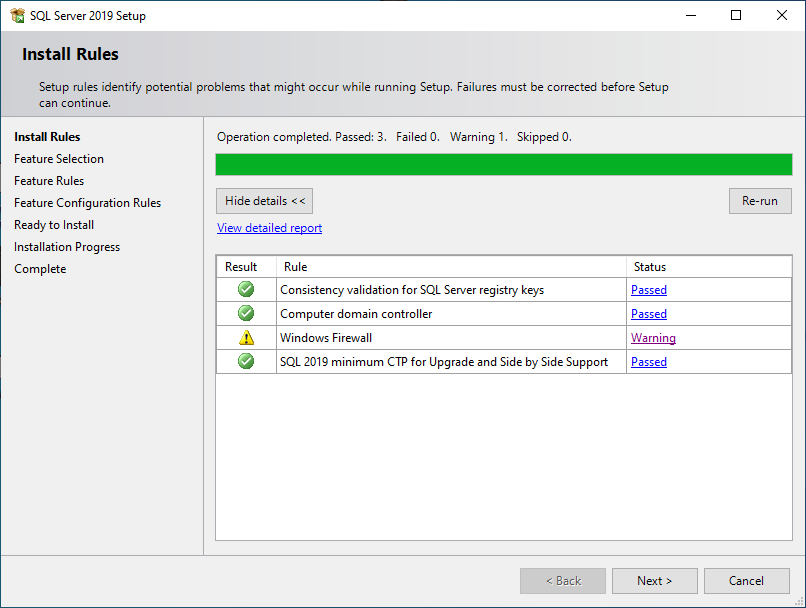 SQL Server 2019 Setup
Install Rules
Setup rules identify potential problems that might occur while running Setup. Failures must be corrected before Setup
can continue.
Install Rules
Feature Selection
Feature Rules
Feature Configuration Rules
Ready to Install
Installation Progress
Complete
Operation completed. Passed: 3. Failed 0. Warning 1. Skipped 0.
Hide details <<
Re-run
View detailed report
Result Rule Status
Consistency validation for SQL Server registry keys Passed
Computer domain controller Passed
Windows Firewall Warning
SQL 2019 minimum CTP for Upgrade and Side by Side Support Passed
< Back Next > Cancel